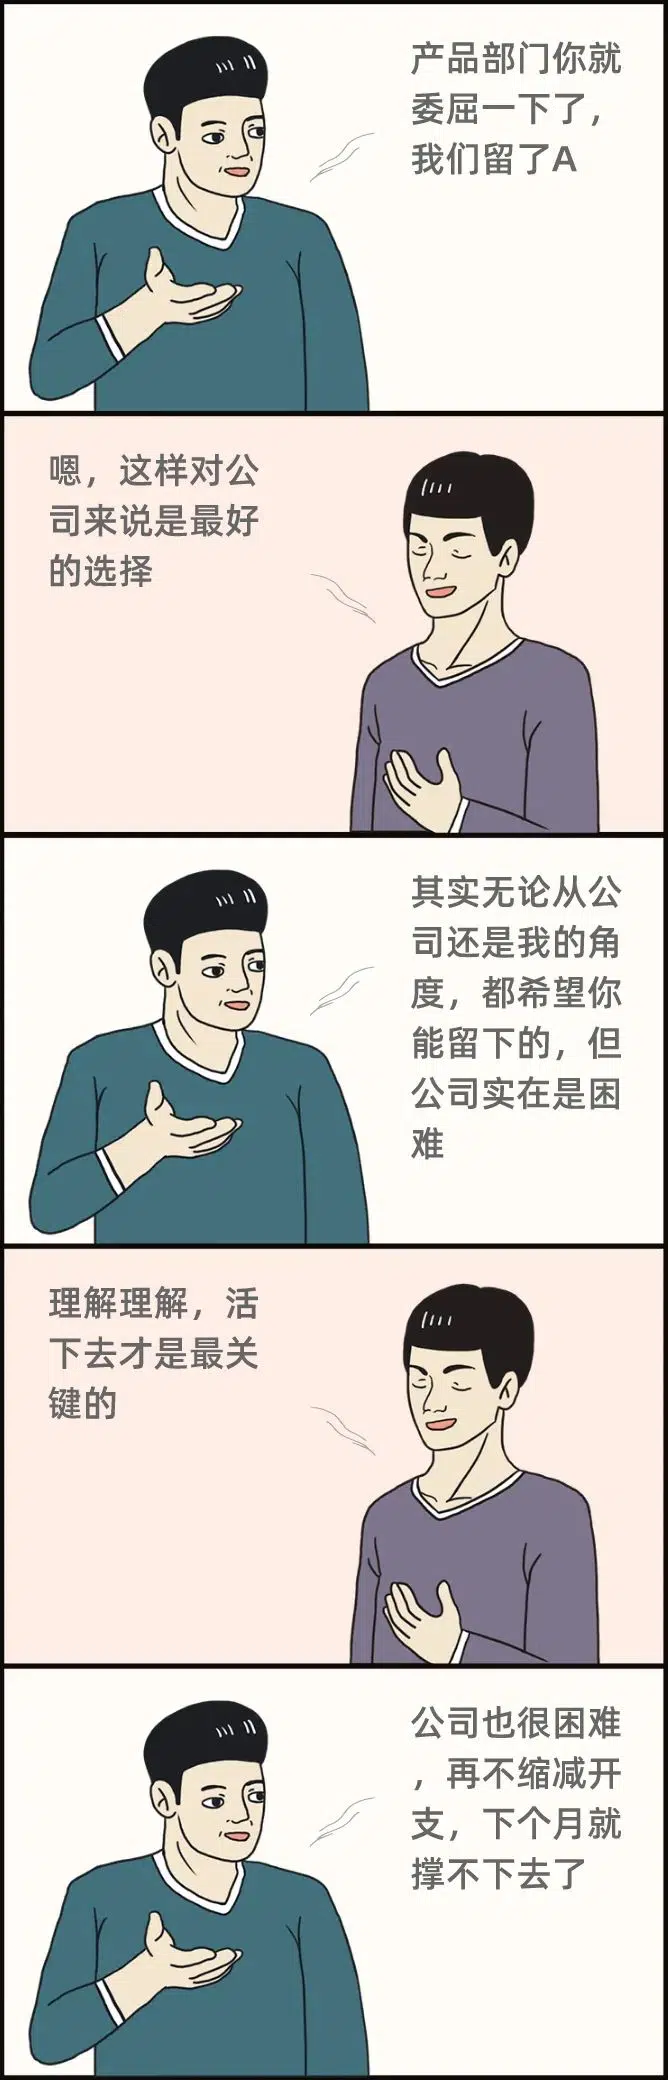 产品部门你就
委屈一下了，
我们留了A
嗯，这样对公
司来说是最好
的选择
其实无论从公
司还是我的角
度，都希望你
能留下的，但
公司实在是困
难
理解理解，活
下去才是最关
键的
公司也很困难
，再不缩减开
支，下个月就
撑不下去了